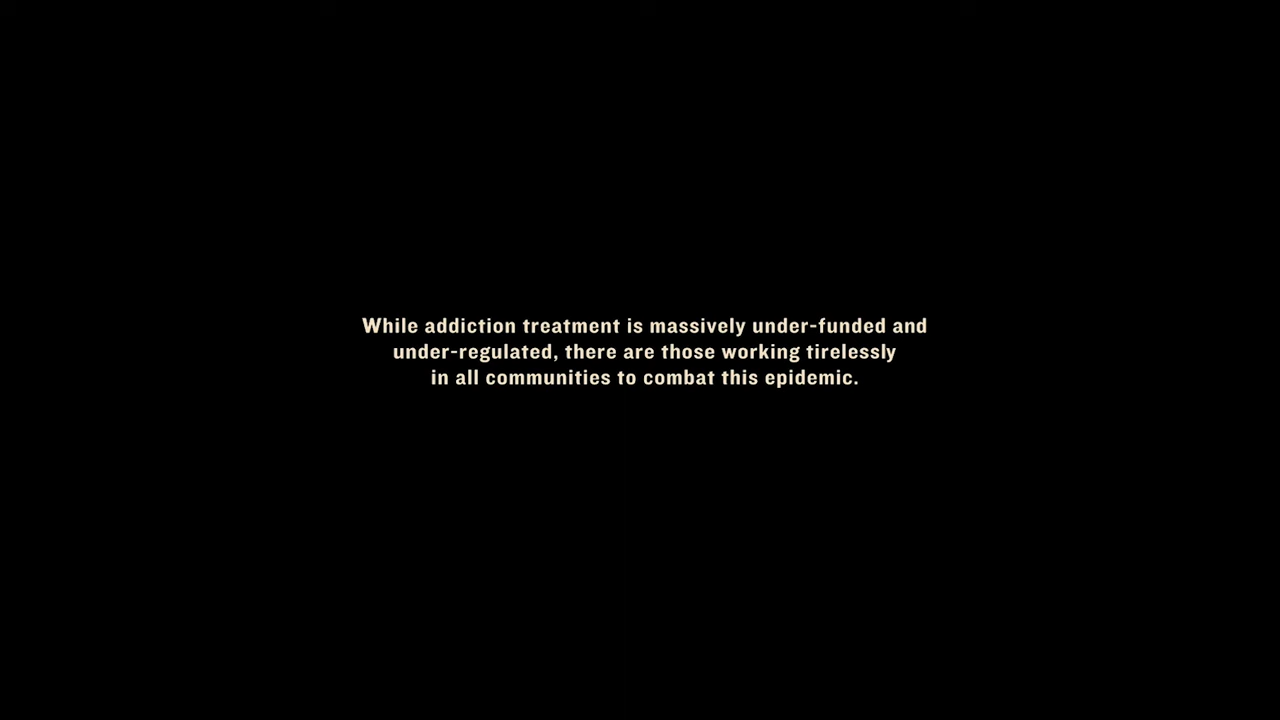 While addiction treatment is massively under-funded and
under-regulated, there are those working tirelessly
in all communities to combat this epidemic.